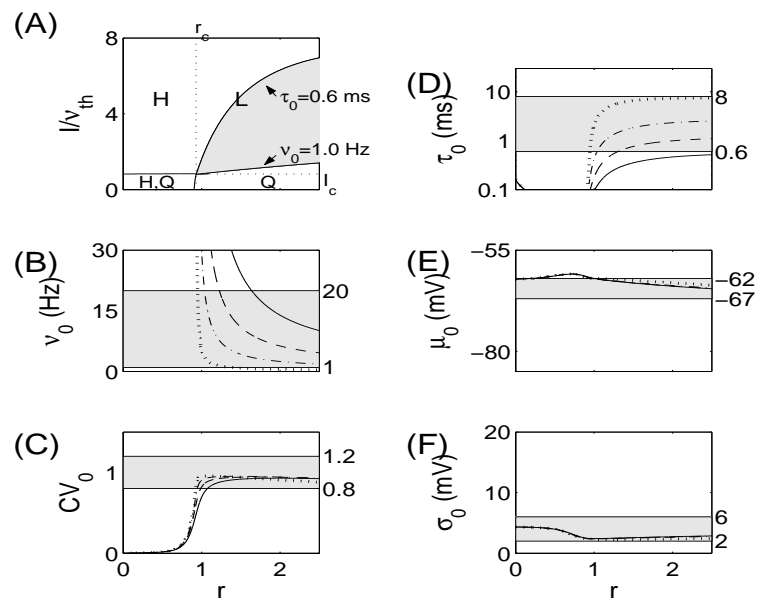 (A)
r_c
I/ν_th
8
4
0
H
L
τ_0=0.6 ms
ν_0=1.0 Hz
H,Q
Q
I_c
(B)
ν_0 (Hz)
30
15
0
20
1
(C)
CV_0
1
0
1.2
0.8
0
1
2
r
(D)
τ_0 (ms)
10
1
0.1
8
0.6
(E)
μ_0 (mV)
−55
−80
−62
−67
(F)
σ_0 (mV)
20
10
0
6
2
0
1
2
r